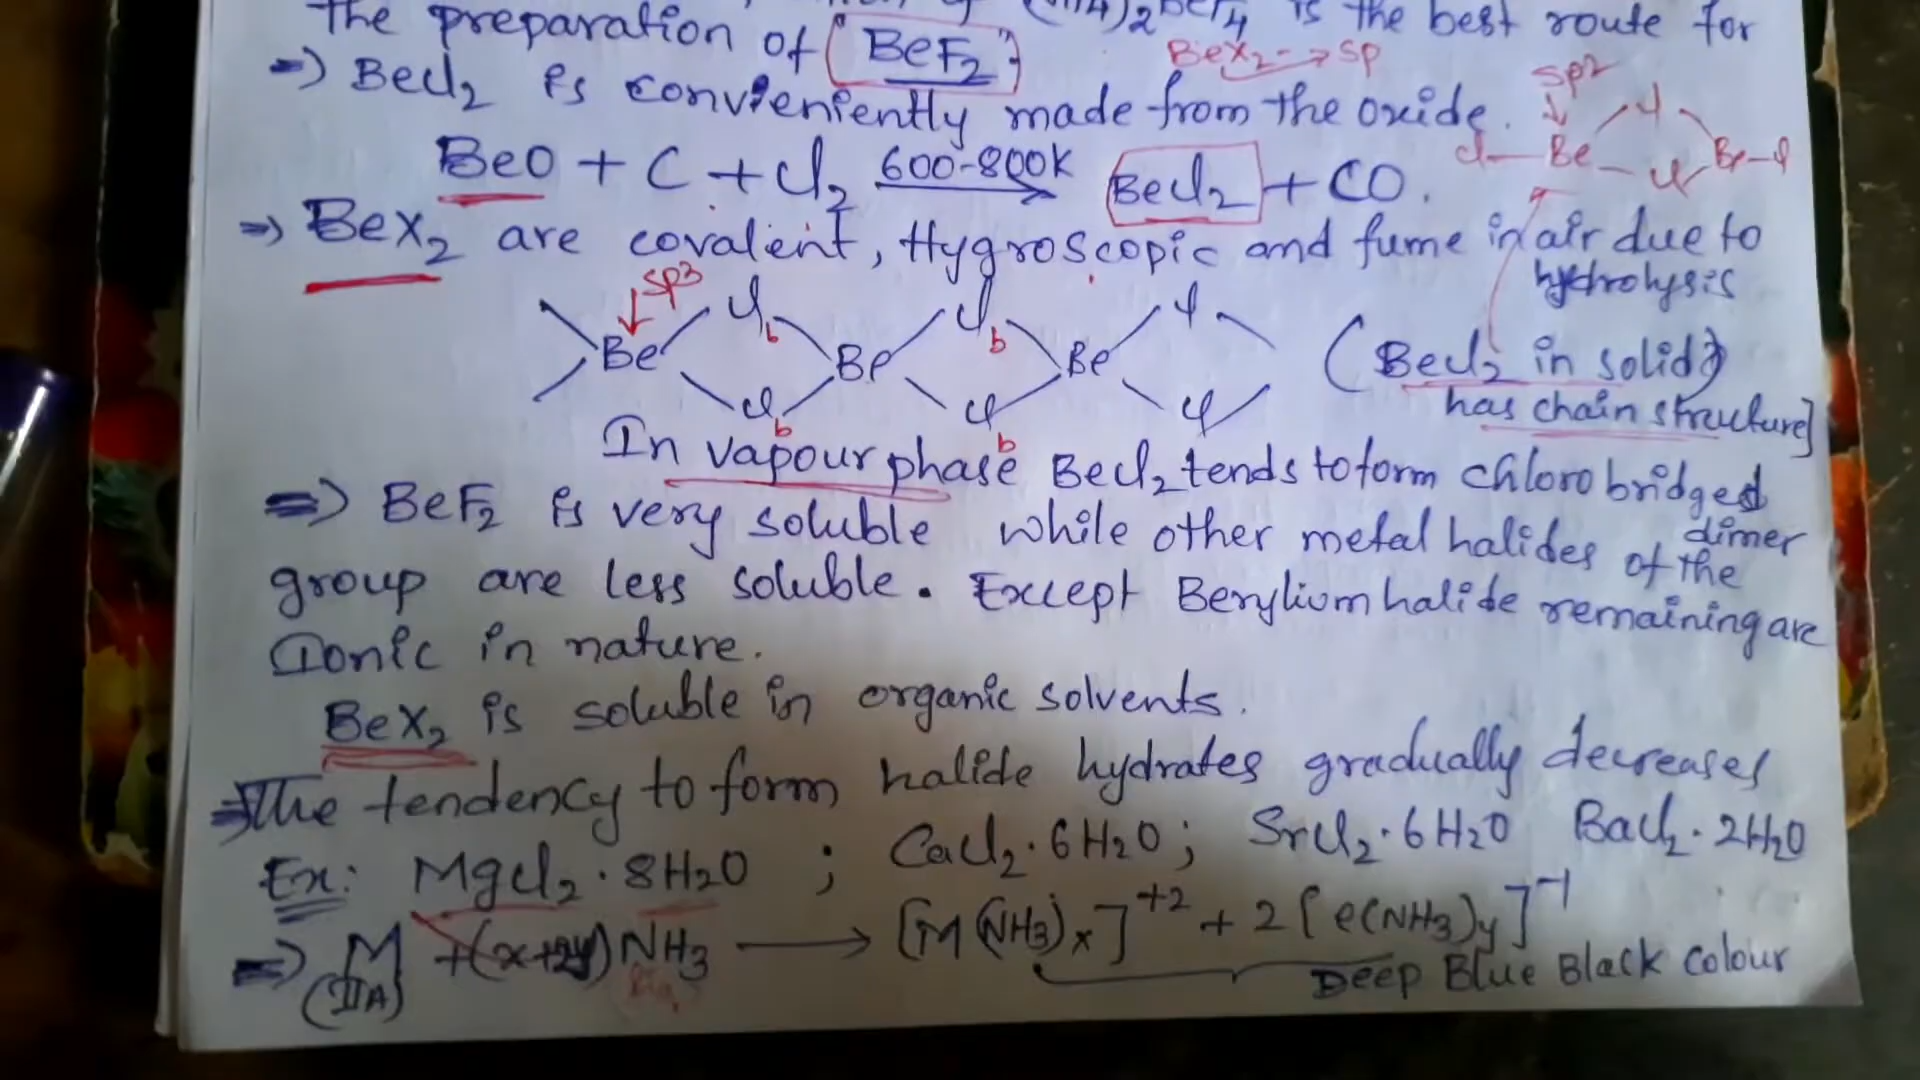 The preparation of "BeF2" )2BeF4 is the best route for
BeX2 -> sp
sp2
=) BeCl2 is convieniently made from the oxide.
Cl-Be Cl Cl Be-Cl
BeO + C + Cl2 600-800K BeCl2 + CO.
=) BeX2 are covalent, Hygroscopic and fume in air due to
hydrolysis
sp3
Cl b Cl b Cl
Be Be Be (BeCl2 in solid)
Cl b Cl b Cl has chain structure]
In vapour phase BeCl2 tends to form chloro bridged
dimer
=) BeF2 is very soluble while other metal halides of the
group are less soluble. Except Berylium halide remaining are
Ionic in nature.
BeX2 is soluble in organic solvents.
=) The tendency to form halide hydrates gradually decreases
Ex: MgCl2·8H2O ; CaCl2·6H2O; SrCl2·6H2O BaCl2·2H2O
=) M +(x+2y)NH3 → [M(NH3)x]+2 + 2[e(NH3)y]-1
(IIA) Deep Blue Black colour